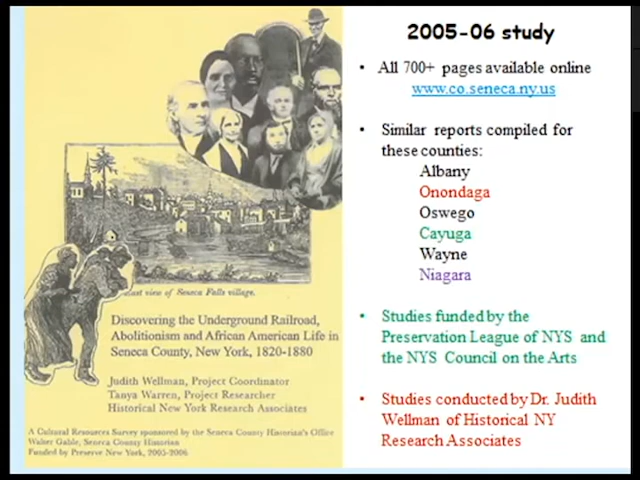 2005-06 study
• All 700+ pages available online
www.co.seneca.ny.us
• Similar reports compiled for
these counties:
Albany
Onondaga
Oswego
Cayuga
Wayne
Niagara
• Studies funded by the
Preservation League of NYS and
the NYS Council on the Arts
• Studies conducted by Dr. Judith
Wellman of Historical NY
Research Associates
East view of Seneca Falls village.
Discovering the Underground Railroad,
Abolitionism and African American Life in
Seneca County, New York, 1820-1880
Judith Wellman, Project Coordinator
Tanya Warren, Project Researcher
Historical New York Research Associates
A Cultural Resources Survey sponsored by the Seneca County Historian's Office
Walter Gable, Seneca County Historian
Funded by Preserve New York, 2005-2006